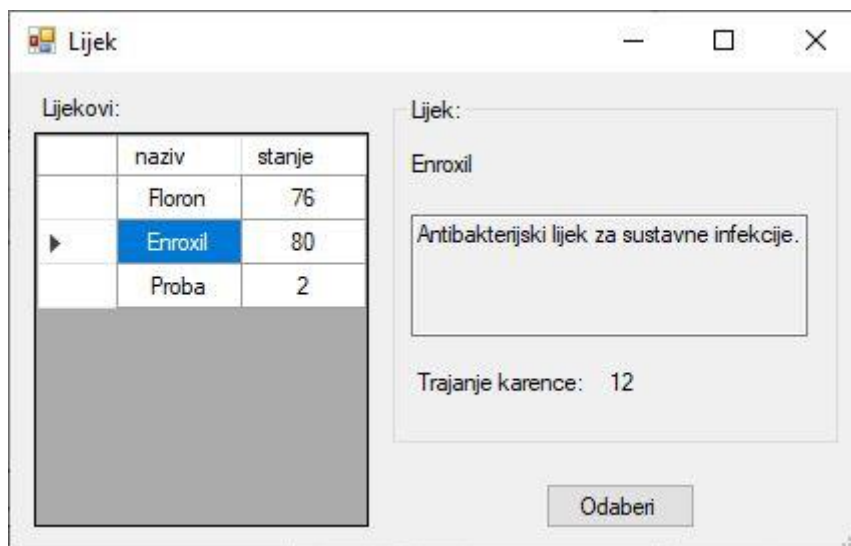 Lijek
Lijekovi:
naziv stanje
Floron 76
Enroxil 80
Proba 2
Lijek:
Enroxil
Antibakterijski lijek za sustavne infekcije.
Trajanje karence: 12
Odaberi